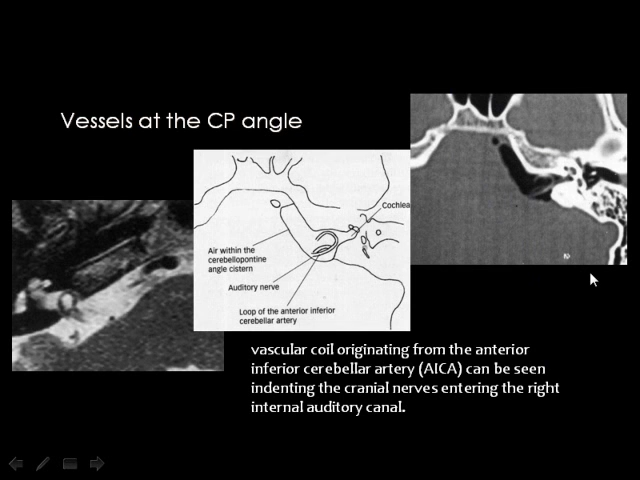 Vessels at the CP angle
Cochlea
Air within the
cerebellopontine
angle cistern
Auditory nerve
Loop of the anterior inferior
cerebellar artery
vascular coil originating from the anterior
inferior cerebellar artery (AICA) can be seen
indenting the cranial nerves entering the right
internal auditory canal.